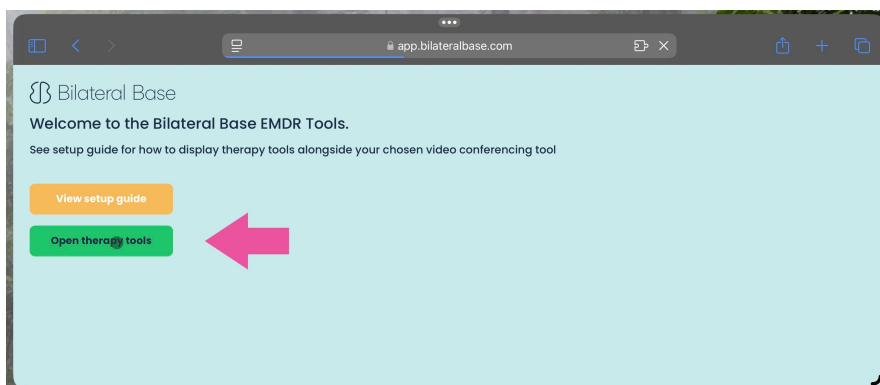 app.bilateralbase.com
Bilateral Base
Welcome to the Bilateral Base EMDR Tools.
See setup guide for how to display therapy tools alongside your chosen video conferencing tool
View setup guide
Open therapy tools